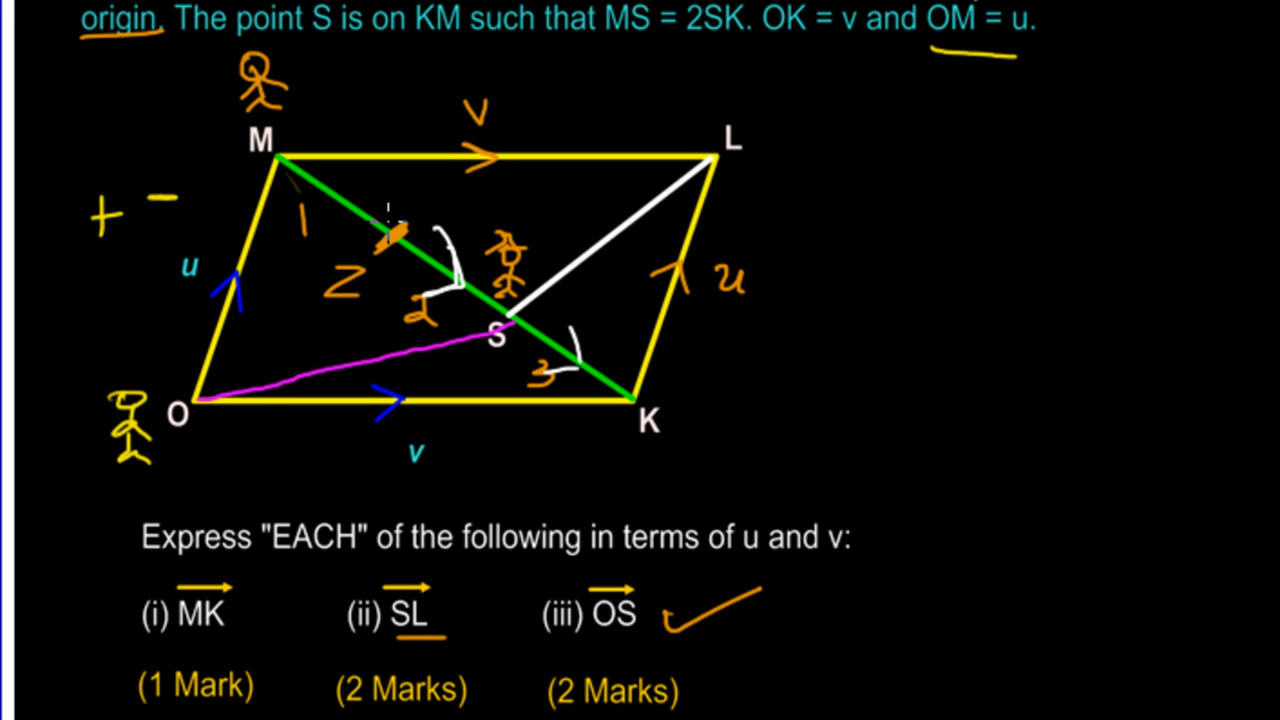 origin. The point S is on KM such that MS = 2SK. OK = v and OM = u.
v
M
L
+ -
1
u
2
2
u
S
3
O
K
v
Express "EACH" of the following in terms of u and v:
(i) MK (ii) SL (iii) OS
(1 Mark) (2 Marks) (2 Marks)